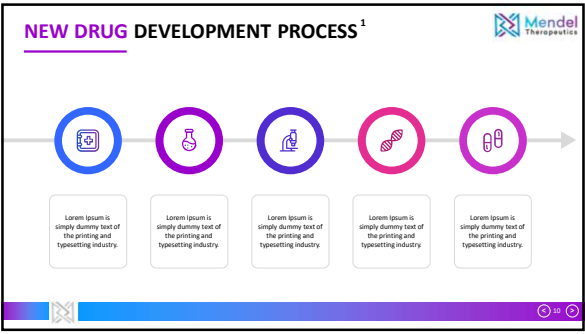 NEW DRUG DEVELOPMENT PROCESS 1
Mendel
Therapeutics
Lorem Ipsum is
simply dummy text of
the printing and
typesetting industry.
Lorem Ipsum is
simply dummy text of
the printing and
typesetting industry.
Lorem Ipsum is
simply dummy text of
the printing and
typesetting industry.
Lorem Ipsum is
simply dummy text of
the printing and
typesetting industry.
Lorem Ipsum is
simply dummy text of
the printing and
typesetting industry.
< 10 >